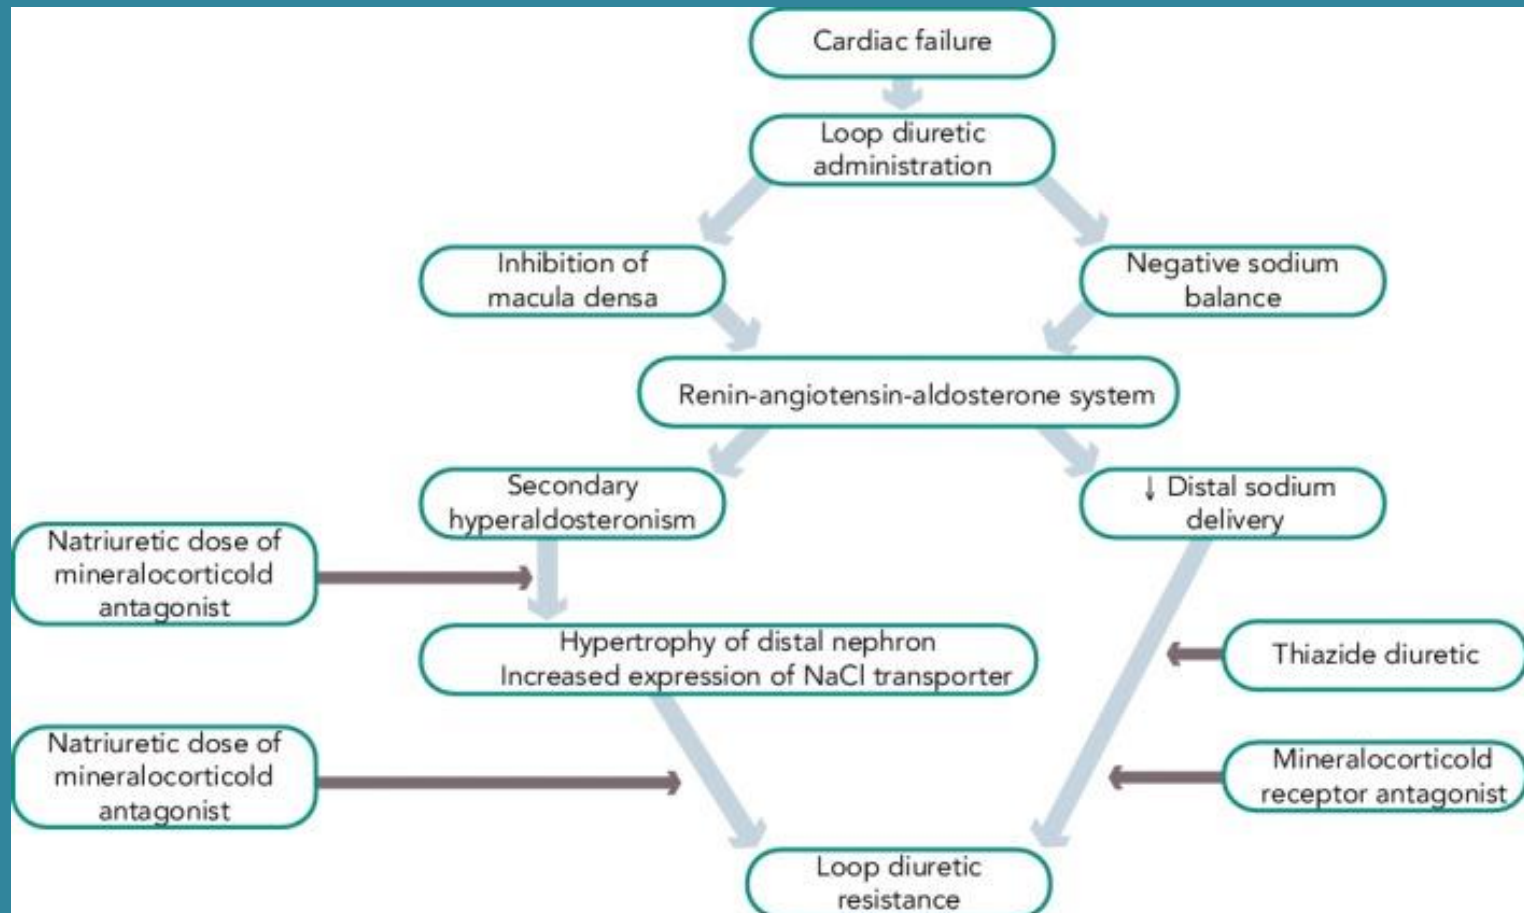 Cardiac failure
Loop diuretic
administration
Inhibition of
macula densa
Negative sodium
balance
Renin-angiotensin-aldosterone system
Secondary
hyperaldosteronism
↓ Distal sodium
delivery
Natriuretic dose of
mineralocorticold
antagonist
Hypertrophy of distal nephron
Increased expression of NaCl transporter
Thiazide diuretic
Natriuretic dose of
mineralocorticold
antagonist
Mineralocorticold
receptor antagonist
Loop diuretic
resistance